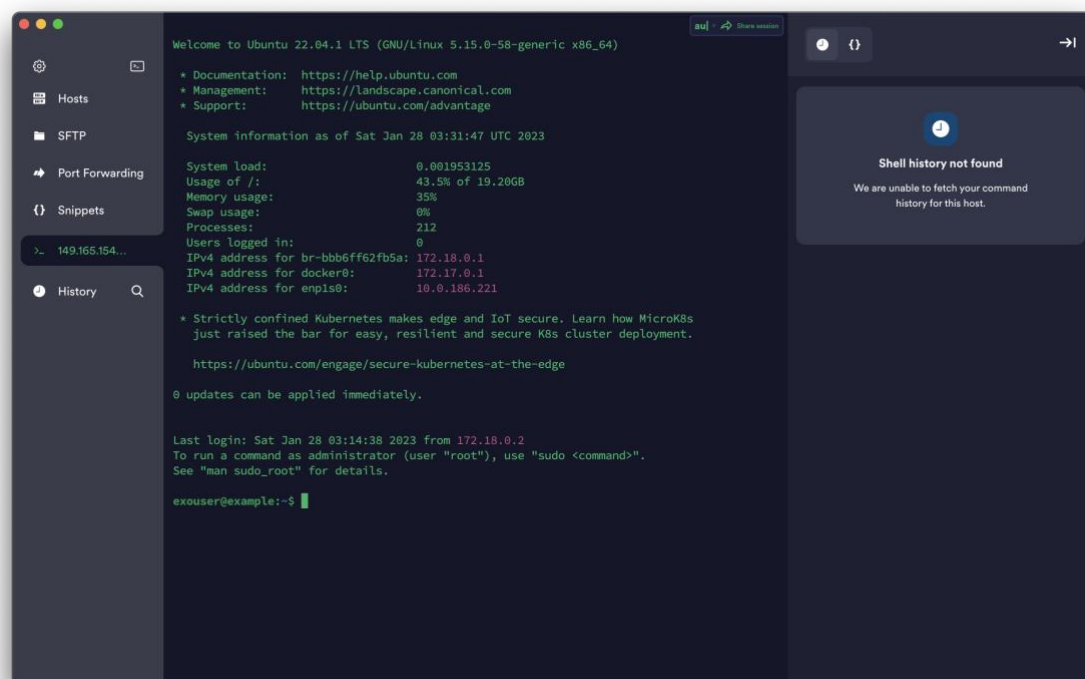 Hosts
SFTP
Port Forwarding
{} Snippets
>_ 149.165.154...
History
Share session
Welcome to Ubuntu 22.04.1 LTS (GNU/Linux 5.15.0-58-generic x86_64)
* Documentation: https://help.ubuntu.com
* Management: https://landscape.canonical.com
* Support: https://ubuntu.com/advantage
System information as of Sat Jan 28 03:31:47 UTC 2023
System load: 0.001953125
Usage of /: 43.5% of 19.20GB
Memory usage: 35%
Swap usage: 0%
Processes: 212
Users logged in: 0
IPv4 address for br-bbb6ff62fb5a: 172.18.0.1
IPv4 address for docker0: 172.17.0.1
IPv4 address for enp1s0: 10.0.186.221
* Strictly confined Kubernetes makes edge and IoT secure. Learn how MicroK8s
just raised the bar for easy, resilient and secure K8s cluster deployment.
https://ubuntu.com/engage/secure-kubernetes-at-the-edge
0 updates can be applied immediately.
Last login: Sat Jan 28 03:14:38 2023 from 172.18.0.2
To run a command as administrator (user "root"), use "sudo <command>".
See "man sudo_root" for details.
exouser@example:~$
{}
Shell history not found
We are unable to fetch your command
history for this host.